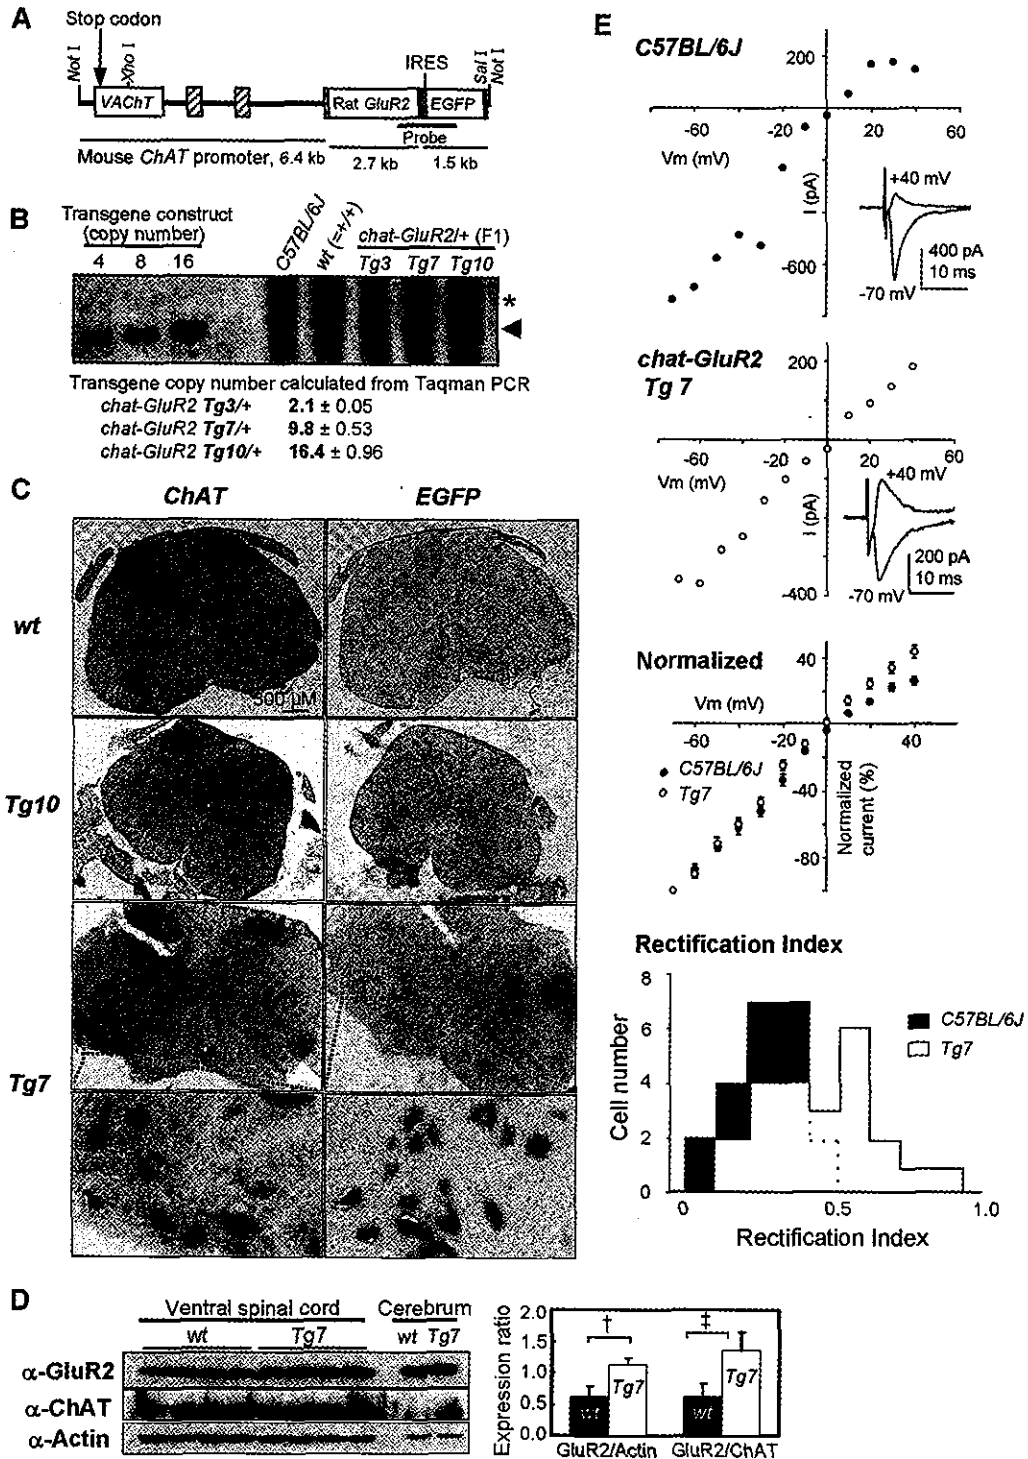 A
Stop codon
Not I
Xho I
IRES
Sal I
Not I
VAChT
Rat GluR2
EGFP
Probe
Mouse ChAT promoter, 6.4 kb
2.7 kb
1.5 kb
B
Transgene construct
(copy number)
4 8 16
C57BL/6J
wt (=+/+)
chat-GluR2/+ (F1)
Tg3 Tg7 Tg10
*
Transgene copy number calculated from Taqman PCR
chat-GluR2 Tg3/+ 2.1 ± 0.05
chat-GluR2 Tg7/+ 9.8 ± 0.53
chat-GluR2 Tg10/+ 16.4 ± 0.96
C
ChAT EGFP
wt
500 µM
Tg10
Tg7
D
Ventral spinal cord Cerebrum
wt Tg7 wt Tg7
α-GluR2
α-ChAT
α-Actin
Expression ratio
2.0
1.5
1.0
0.5
0.0
† ‡
wt Tg7 wt Tg7
GluR2/Actin GluR2/ChAT
E
C57BL/6J
200
-60 -20 20 60
Vm (mV)
I (pA)
-600
+40 mV
400 pA
10 ms
-70 mV
chat-GluR2
Tg 7
200
-60 -20 20 60
Vm (mV)
I (pA)
-400
+40 mV
200 pA
10 ms
-70 mV
Normalized
40
Vm (mV)
-60 -20 20 40
C57BL/6J
Tg7
-40
-80
Normalized
current (%)
Rectification Index
Cell number
8
6
4
2
0
C57BL/6J
Tg7
0 0.5 1.0
Rectification Index